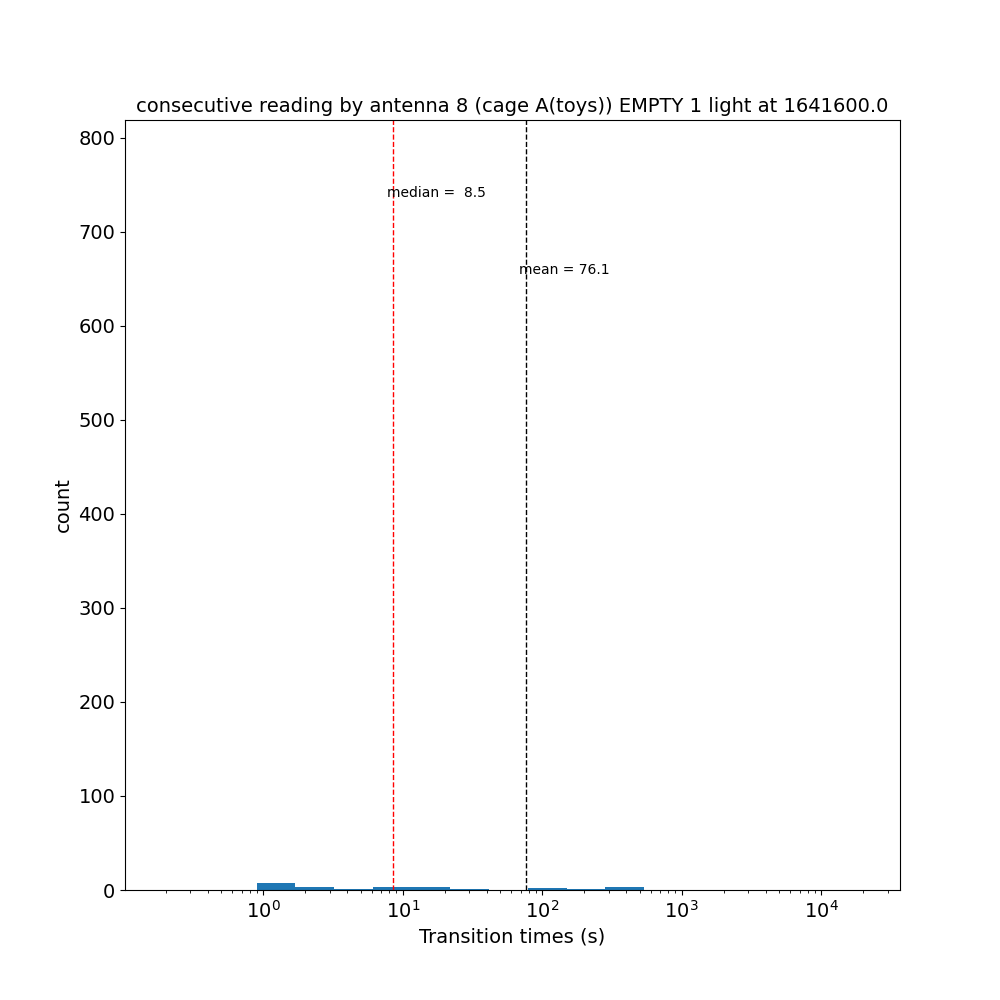 consecutive reading by antenna 8 (cage A(toys)) EMPTY 1 light at 1641600.0
800
median =  8.5
700
mean = 76.1
600
500
count
400
300
200
100
0
10⁰ 10¹ 10² 10³ 10⁴
Transition times (s)